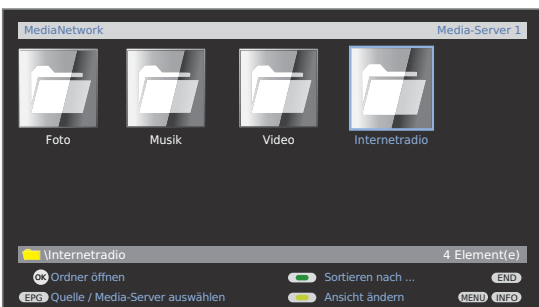 MediaNetwork Media-Server 1
Foto Musik Video Internetradio
\Internetradio 4 Element(e)
OK Ordner öffnen Sortieren nach ... END
EPG Quelle / Media-Server auswählen Ansicht ändern MENU INFO